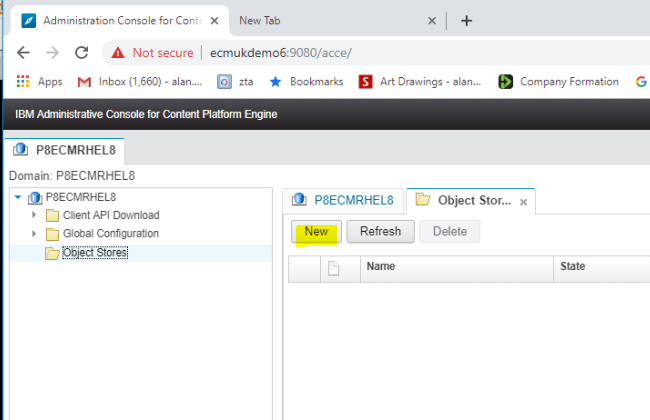 Administration Console for Conte
New Tab
Not secure ecmukdemo6:9080/acce/
Apps Inbox (1,660) - alan.... zta Bookmarks Art Drawings - alan... Company Formation
IBM Administrative Console for Content Platform Engine
P8ECMRHEL8
Domain: P8ECMRHEL8
P8ECMRHEL8
Client API Download
Global Configuration
Object Stores
P8ECMRHEL8 Object Stor...
New Refresh Delete
Name State